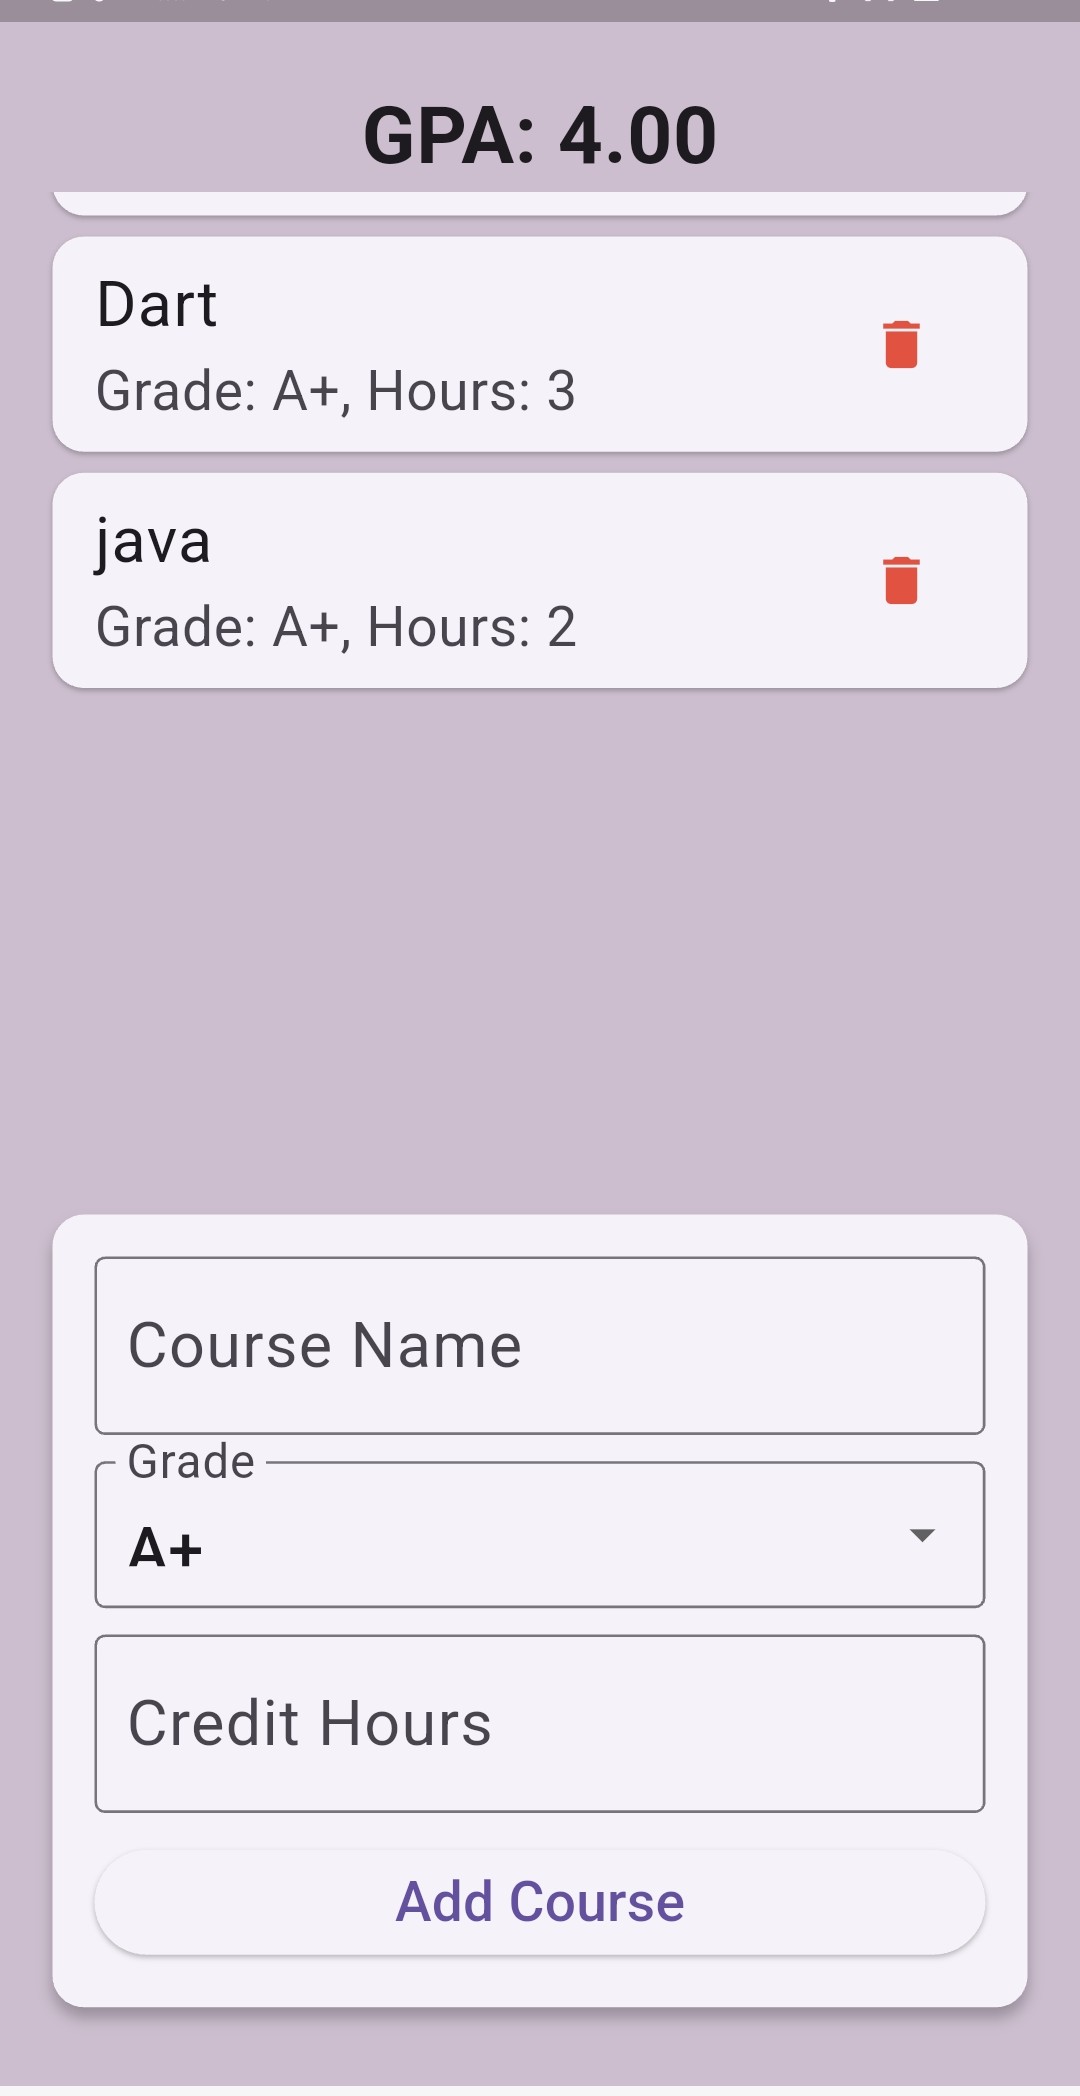 GPA: 4.00
Dart
Grade: A+, Hours: 3
java
Grade: A+, Hours: 2
Course Name
Grade
A+
Credit Hours
Add Course